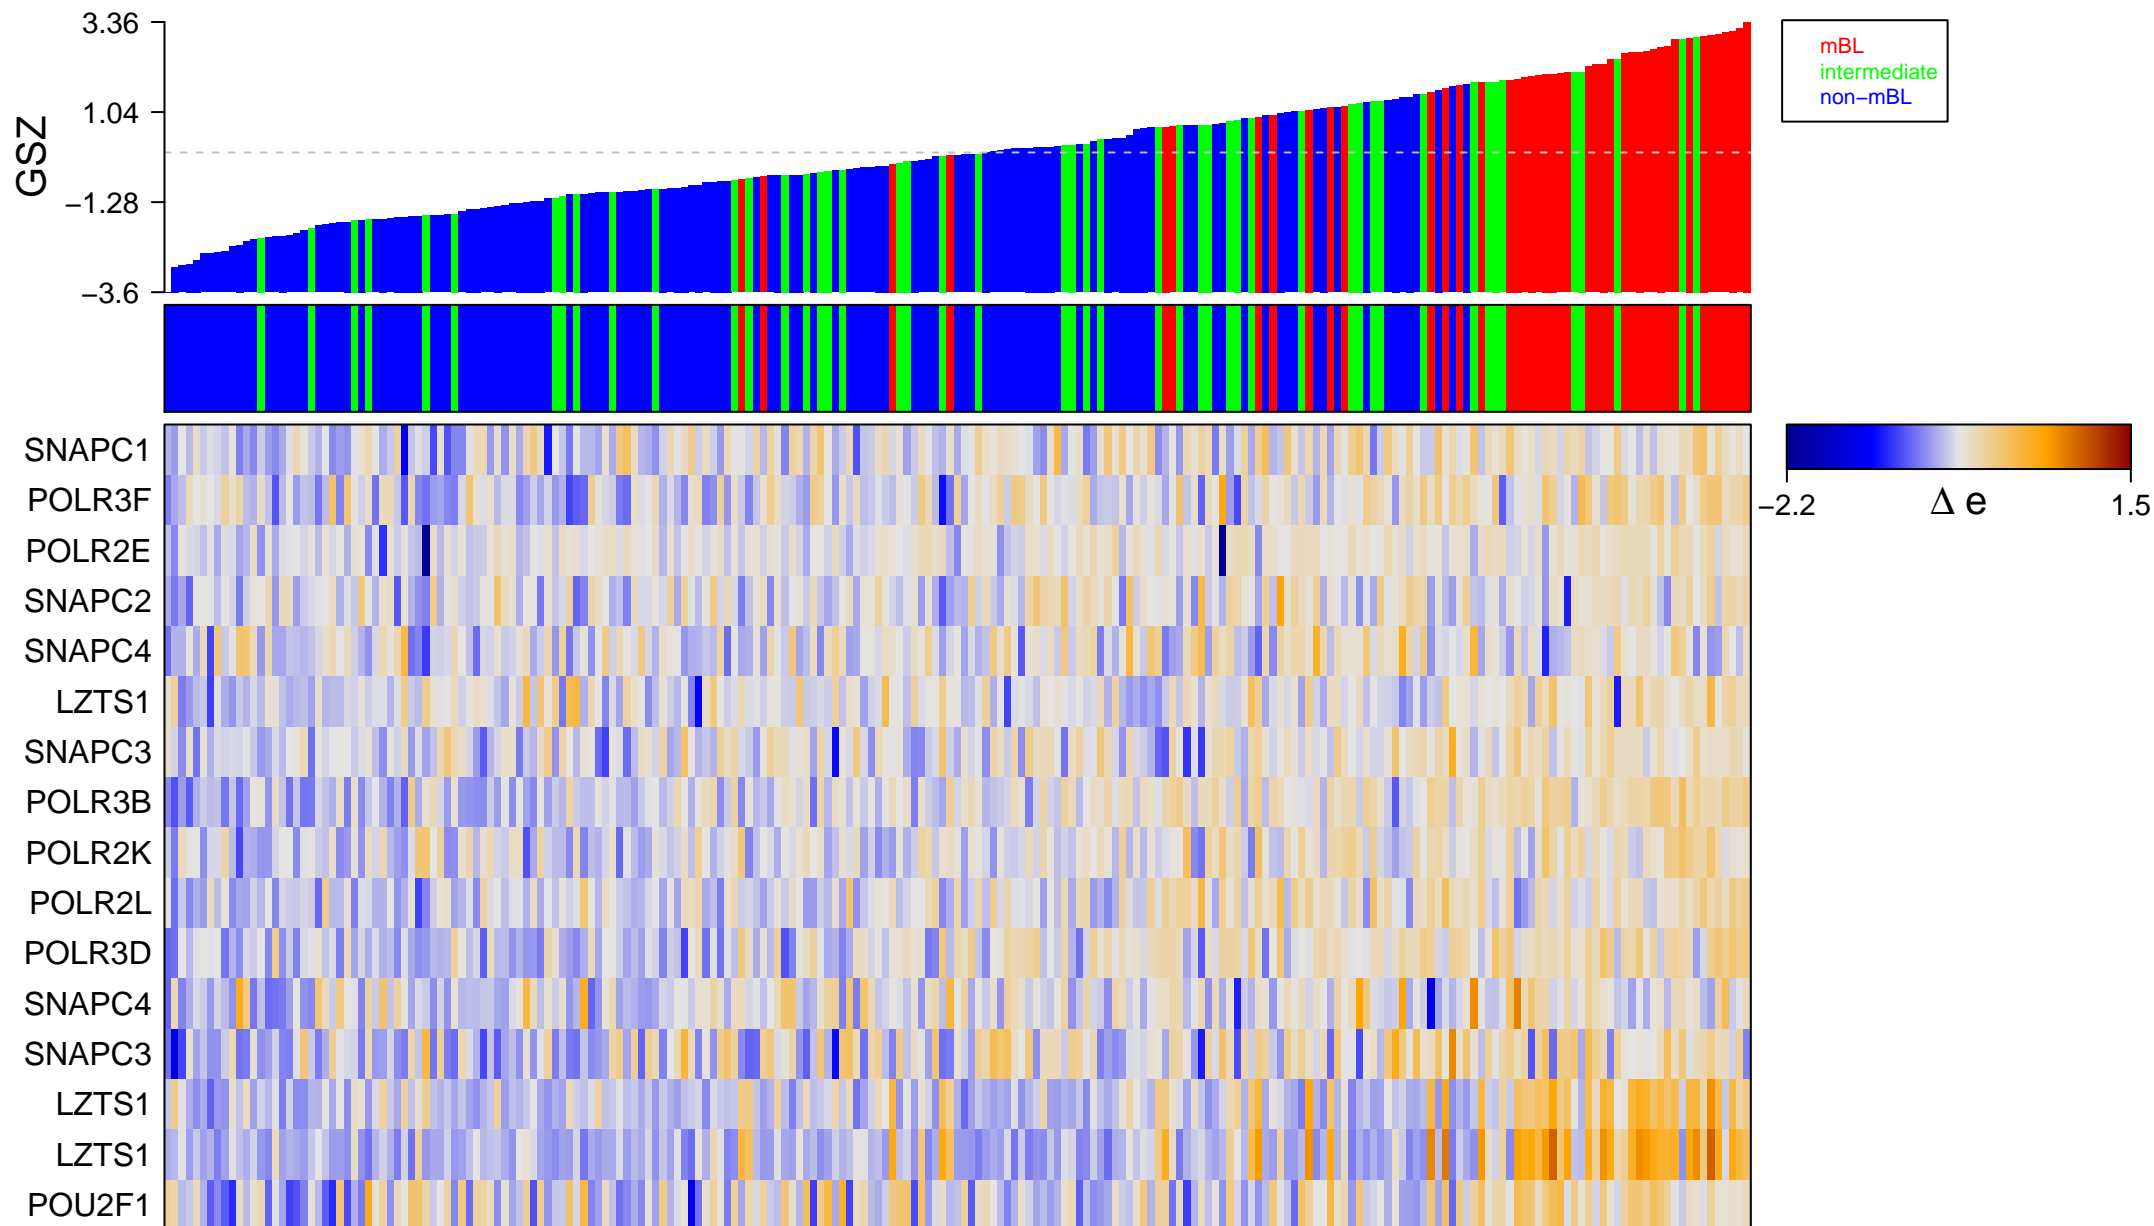 3.36
1.04
−1.28
−3.6
GSZ
mBL
intermediate
non−mBL
SNAPC1
POLR3F
POLR2E
SNAPC2
SNAPC4
LZTS1
SNAPC3
POLR3B
POLR2K
POLR2L
POLR3D
SNAPC4
SNAPC3
LZTS1
LZTS1
POU2F1
−2.2
Δ e
1.5